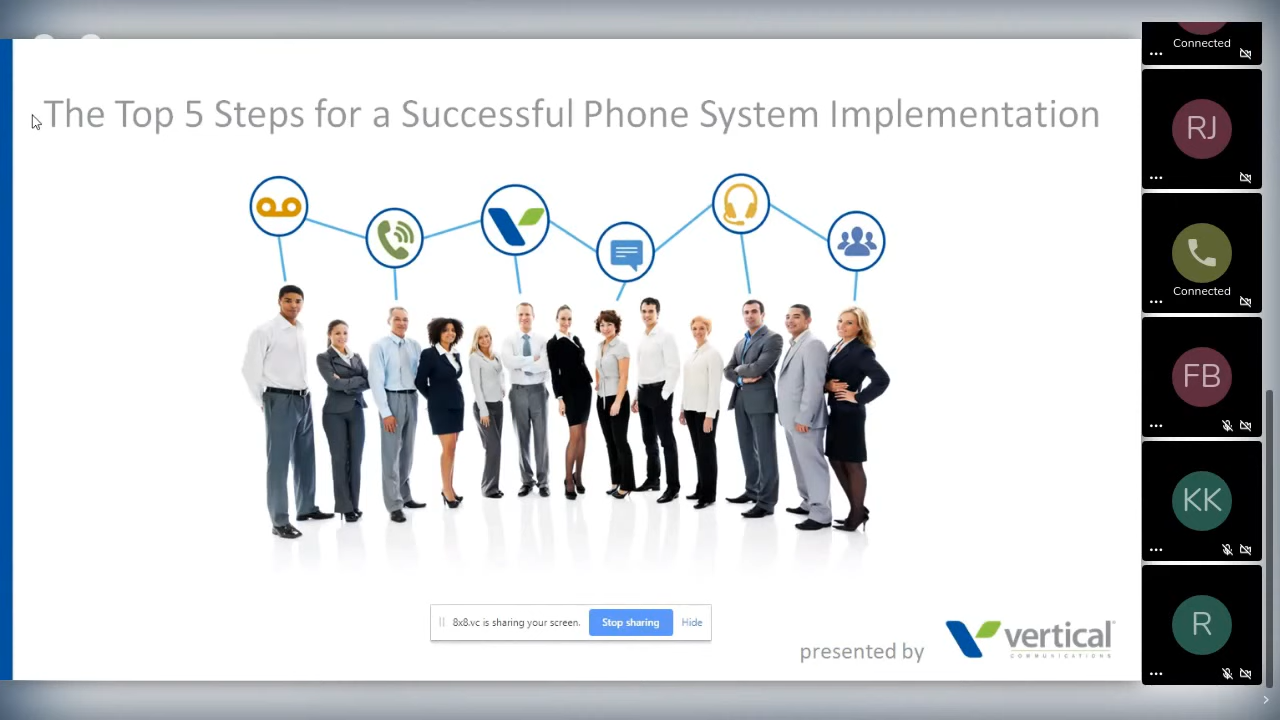 The Top 5 Steps for a Successful Phone System Implementation
8x8.vc is sharing your screen. Stop sharing Hide
presented by
vertical
COMMUNICATIONS
Connected
RJ
Connected
FB
KK
R